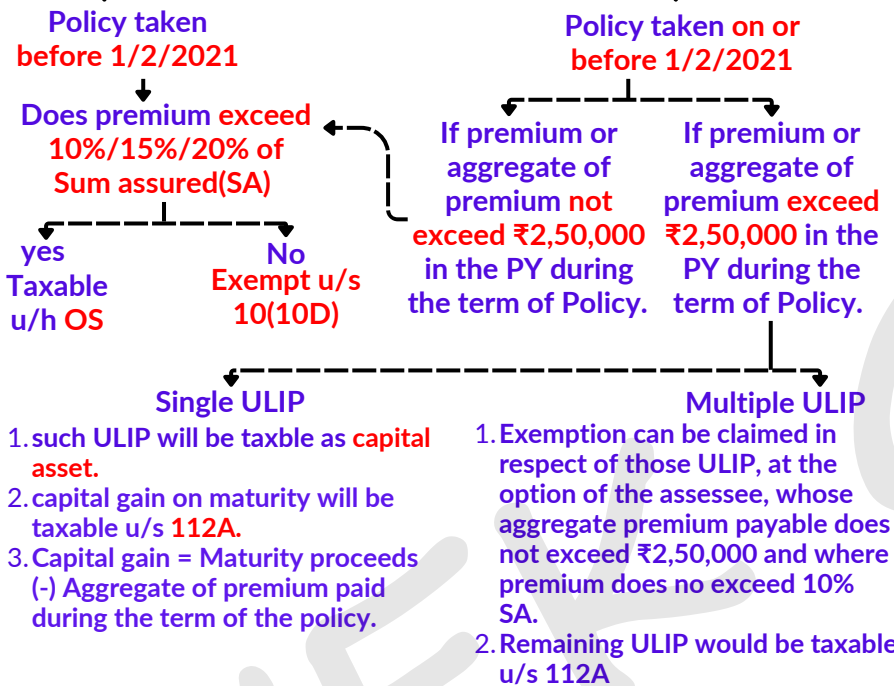 Policy taken
before 1/2/2021
Does premium exceed
10%/15%/20% of
Sum assured(SA)
yes
Taxable
u/h OS
No
Exempt u/s
10(10D)
Policy taken on or
before 1/2/2021
If premium or
aggregate of
premium not
exceed ₹2,50,000
in the PY during
the term of Policy.
If premium or
aggregate of
premium exceed
₹2,50,000 in the
PY during the
term of Policy.
Single ULIP
1. such ULIP will be taxble as capital
asset.
2. capital gain on maturity will be
taxable u/s 112A.
3. Capital gain = Maturity proceeds
(-) Aggregate of premium paid
during the term of the policy.
Multiple ULIP
1. Exemption can be claimed in
respect of those ULIP, at the
option of the assessee, whose
aggregate premium payable does
not exceed ₹2,50,000 and where
premium does no exceed 10%
SA.
2. Remaining ULIP would be taxable
u/s 112A